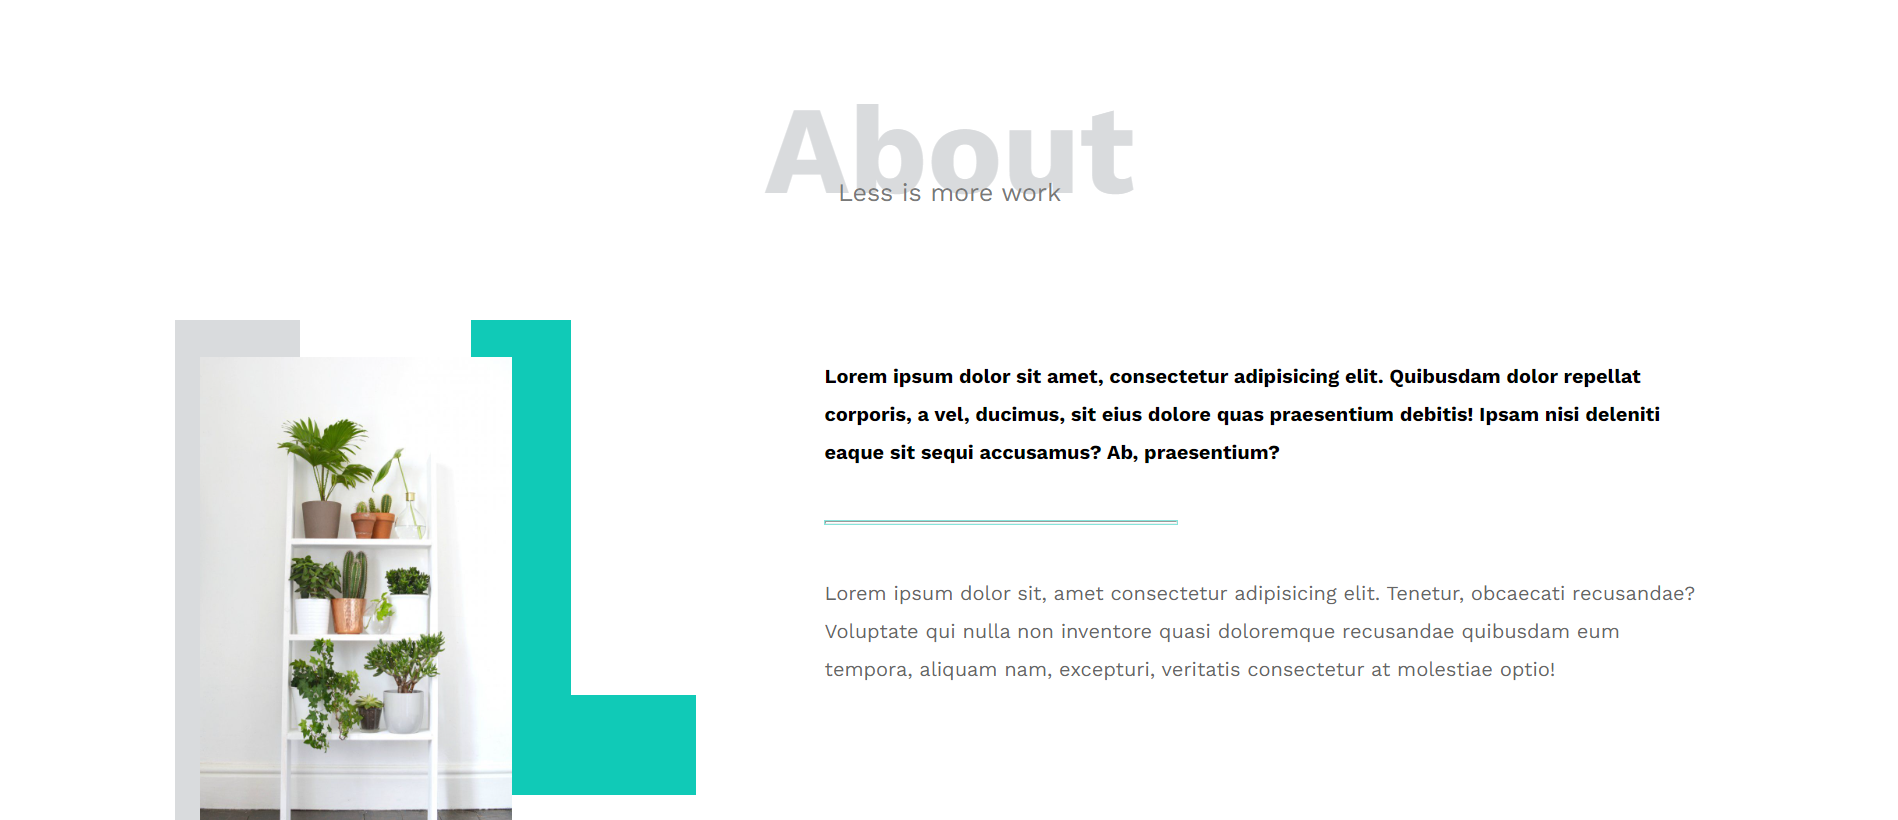 About
Less is more work
Lorem ipsum dolor sit amet, consectetur adipisicing elit. Quibusdam dolor repellat
corporis, a vel, ducimus, sit eius dolore quas praesentium debitis! Ipsam nisi deleniti
eaque sit sequi accusamus? Ab, praesentium?
Lorem ipsum dolor sit, amet consectetur adipisicing elit. Tenetur, obcaecati recusandae?
Voluptate qui nulla non inventore quasi doloremque recusandae quibusdam eum
tempora, aliquam nam, excepturi, veritatis consectetur at molestiae optio!